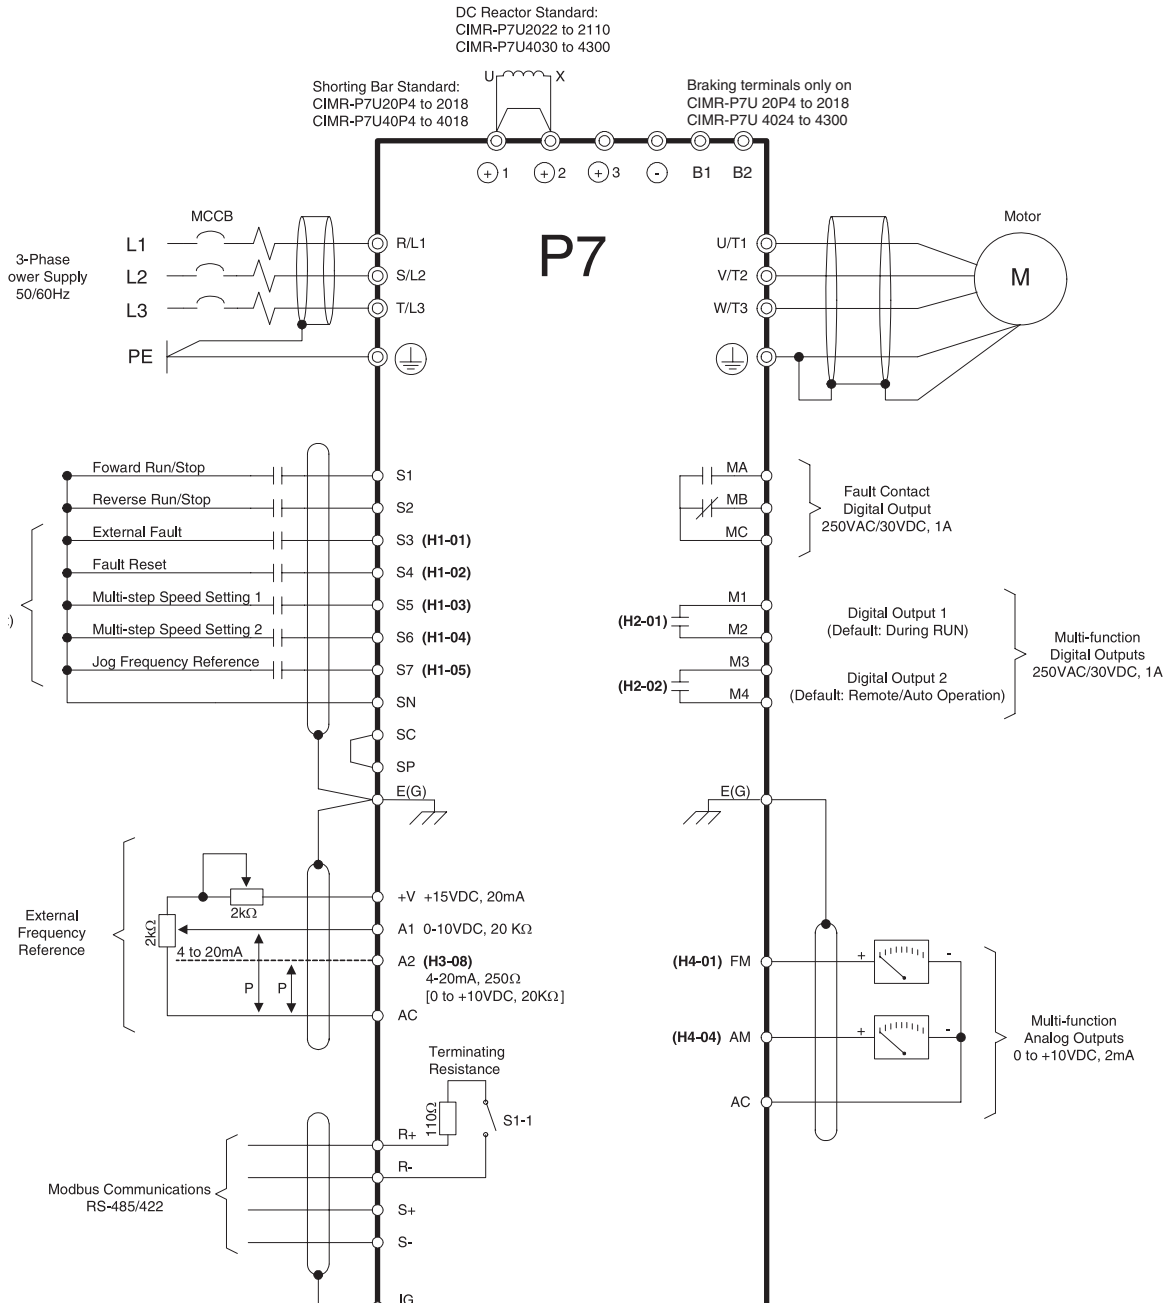 DC Reactor Standard:
CIMR-P7U2022 to 2110
CIMR-P7U4030 to 4300
U
X
Shorting Bar Standard:
CIMR-P7U20P4 to 2018
CIMR-P7U40P4 to 4018
Braking terminals only on
CIMR-P7U 20P4 to 2018
CIMR-P7U 4024 to 4300
+ 1
+ 2
+ 3
-
B1
B2
P7
3-Phase
ower Supply
50/60Hz
MCCB
L1
L2
L3
PE
R/L1
S/L2
T/L3
U/T1
V/T2
W/T3
Motor
M
Foward Run/Stop
S1
Reverse Run/Stop
S2
External Fault
S3 (H1-01)
Fault Reset
S4 (H1-02)
Multi-step Speed Setting 1
S5 (H1-03)
Multi-step Speed Setting 2
S6 (H1-04)
Jog Frequency Reference
S7 (H1-05)
:)
SN
SC
SP
E(G)
MA
MB
MC
Fault Contact
Digital Output
250VAC/30VDC, 1A
(H2-01)
M1
M2
Digital Output 1
(Default: During RUN)
(H2-02)
M3
M4
Digital Output 2
(Default: Remote/Auto Operation)
Multi-function
Digital Outputs
250VAC/30VDC, 1A
E(G)
External
Frequency
Reference
2kΩ
2kΩ
4 to 20mA
P
P
+V +15VDC, 20mA
A1 0-10VDC, 20 KΩ
A2 (H3-08)
4-20mA, 250Ω
[0 to +10VDC, 20KΩ]
AC
(H4-01) FM
+
-
(H4-04) AM
+
-
AC
Multi-function
Analog Outputs
0 to +10VDC, 2mA
Terminating
Resistance
110Ω
S1-1
Modbus Communications
RS-485/422
R+
R-
S+
S-
IG